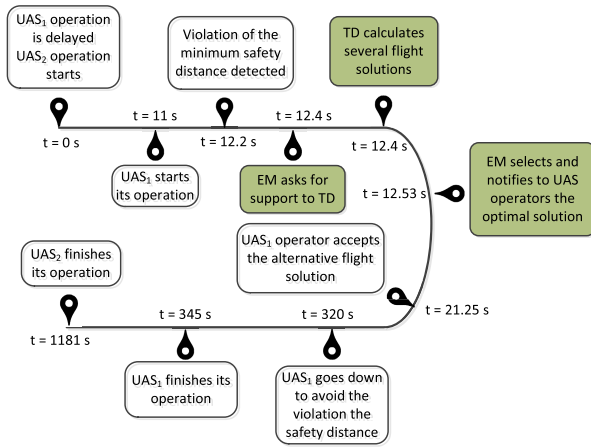 UAS₁ operation
is delayed
UAS₂ operation
starts
t = 0 s
t = 11 s
UAS₁ starts
its operation
Violation of the
minimum safety
distance detected
t = 12.2 s
t = 12.4 s
EM asks for
support to TD
TD calculates
several flight
solutions
t = 12.4 s
t = 12.53 s
EM selects and
notifies to UAS
operators the
optimal solution
UAS₁ operator accepts
the alternative flight
solution
t = 21.25 s
t = 320 s
UAS₁ goes down
to avoid the
violation the
safety distance
t = 345 s
UAS₁ finishes its
operation
UAS₂ finishes
its operation
t = 1181 s